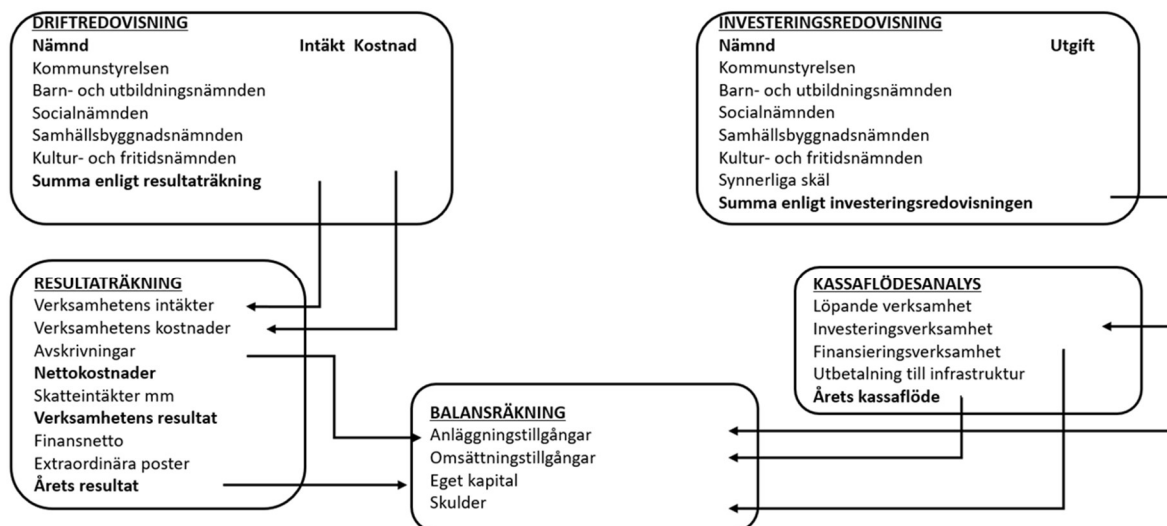 DRIFTREDOVISNING
Nämnd Intäkt Kostnad
Kommunstyrelsen
Barn- och utbildningsnämnden
Socialnämnden
Samhällsbyggnadsnämnden
Kultur- och fritidsnämnden
Summa enligt resultaträkning
INVESTERINGSREDOVISNING
Nämnd Utgift
Kommunstyrelsen
Barn- och utbildningsnämnden
Socialnämnden
Samhällsbyggnadsnämnden
Kultur- och fritidsnämnden
Synnerliga skäl
Summa enligt investeringsredovisningen
RESULTATRÄKNING
Verksamhetens intäkter
Verksamhetens kostnader
Avskrivningar
Nettokostnader
Skatteintäkter mm
Verksamhetens resultat
Finansnetto
Extraordinära poster
Årets resultat
KASSAFLÖDESANALYS
Löpande verksamhet
Investeringsverksamhet
Finansieringsverksamhet
Utbetalning till infrastruktur
Årets kassaflöde
BALANSRÄKNING
Anläggningstillgångar
Omsättningstillgångar
Eget kapital
Skulder